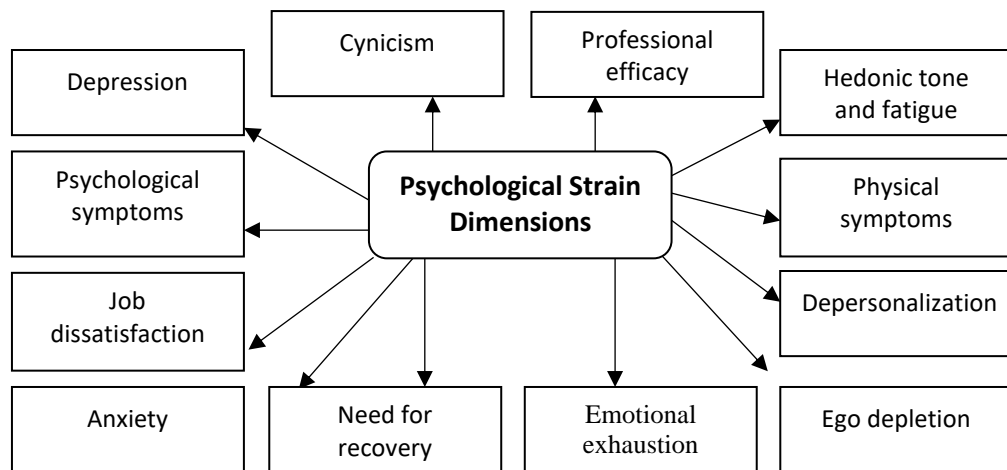 Cynicism
Professional
efficacy
Depression
Hedonic tone
and fatigue
Psychological
symptoms
Psychological Strain
Dimensions
Physical
symptoms
Job
dissatisfaction
Depersonalization
Anxiety
Need for
recovery
Emotional
exhaustion
Ego depletion